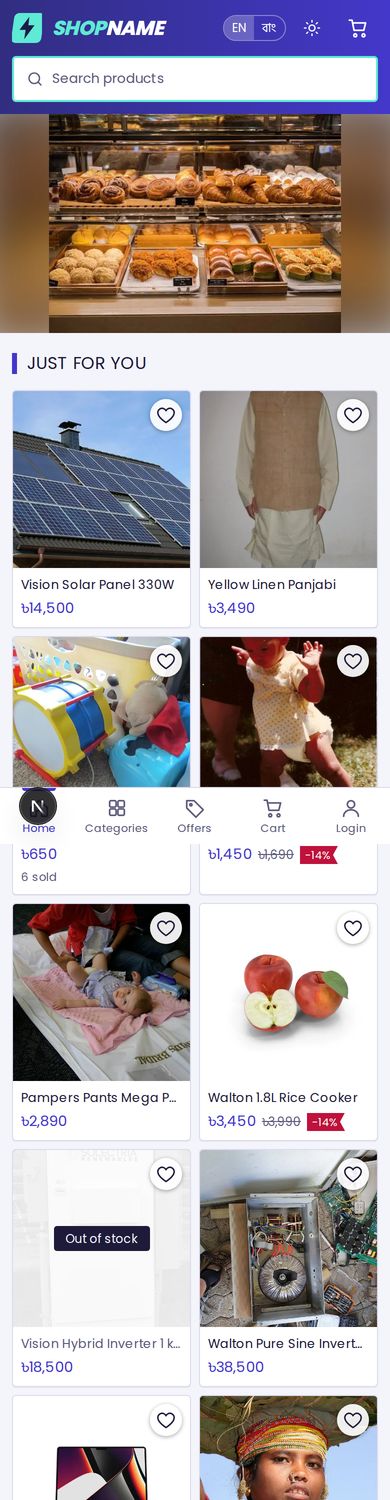 SHOPNAME
EN বাং
Search products
JUST FOR YOU
Vision Solar Panel 330W
৳14,500
Yellow Linen Panjabi
৳3,490
N
Home
Categories
Offers
Cart
Login
৳650
6 sold
৳1,450 ৳1,690 -14%
Pampers Pants Mega P...
৳2,890
Walton 1.8L Rice Cooker
৳3,450 ৳3,990 -14%
Out of stock
Vision Hybrid Inverter 1 k...
৳18,500
Walton Pure Sine Invert...
৳38,500